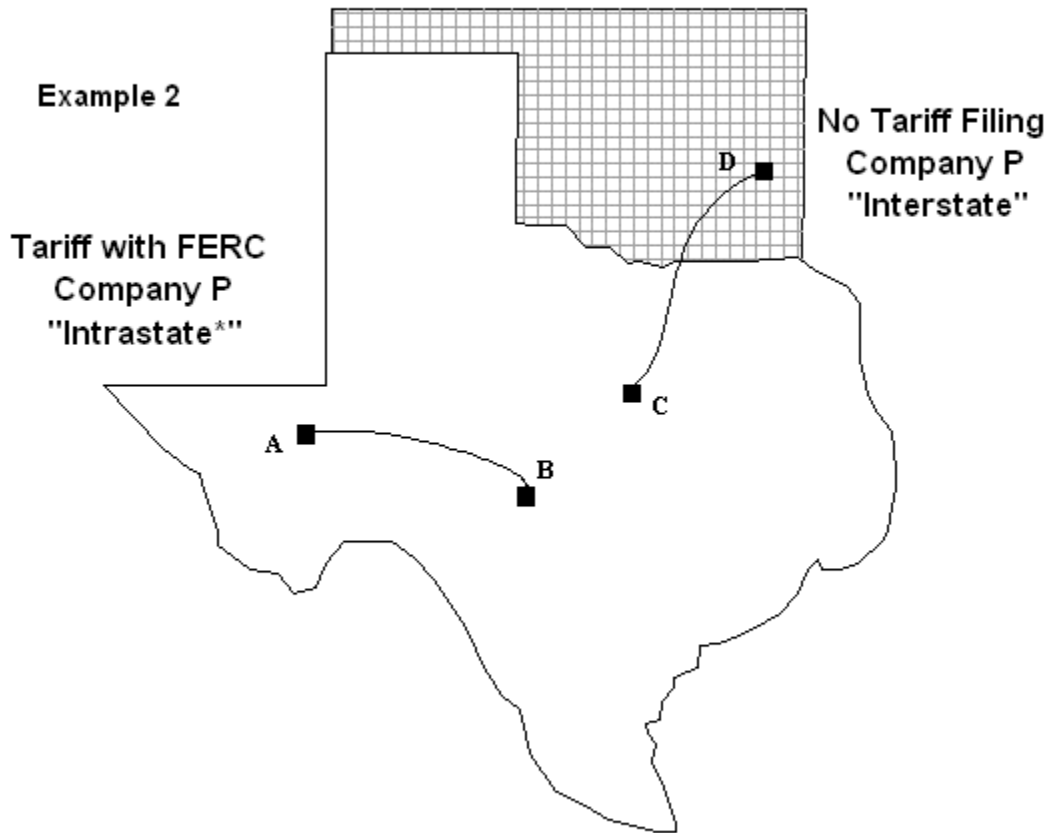 Example 2
No Tariff Filing
Company P
"Interstate"
Tariff with FERC
Company P
"Intrastate*"
D
C
A
B